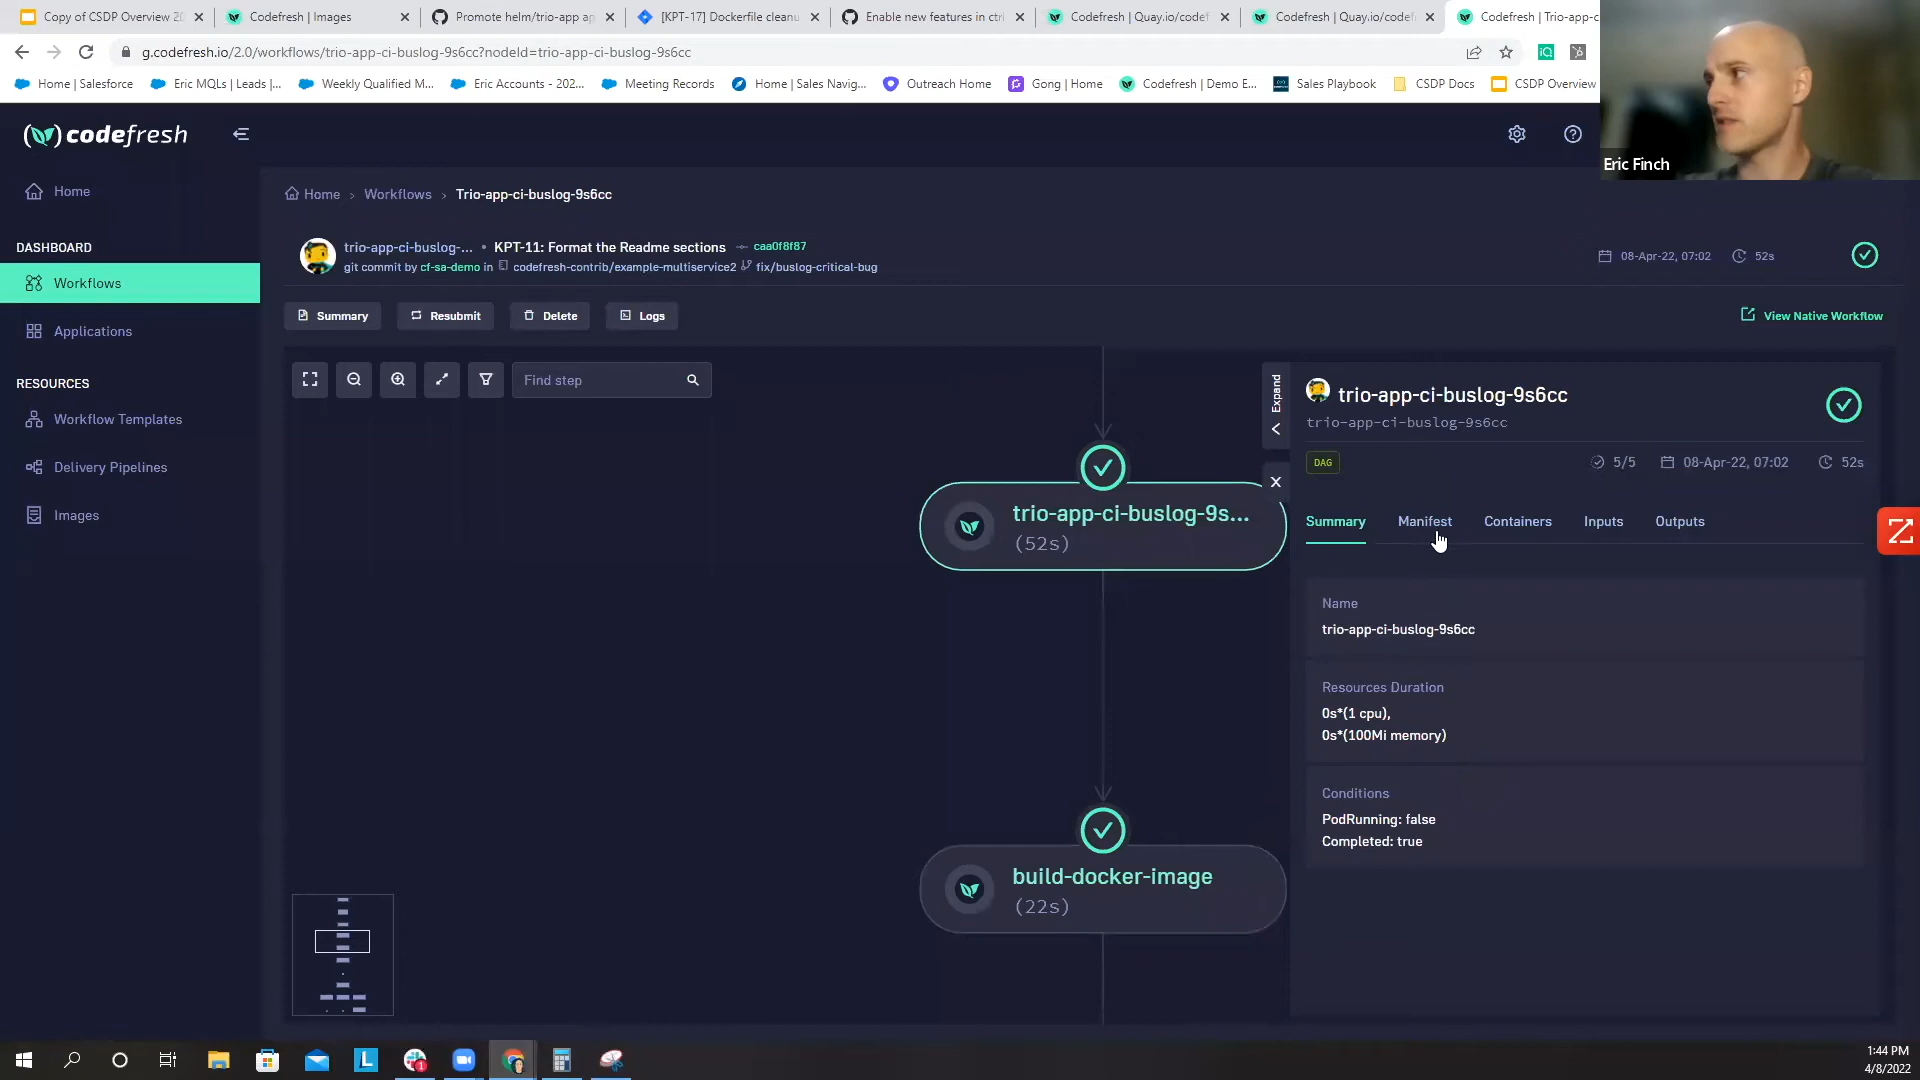 Copy of CSDP Overview 20
Codefresh | Images
Promote helm/trio-app ap
[KPT-17] Dockerfile cleanu
Enable new features in ctri
Codefresh | Quay.io/codef
Codefresh | Quay.io/codef
Codefresh | Trio-app-c
g.codefresh.io/2.0/workflows/trio-app-ci-buslog-9s6cc?nodeId=trio-app-ci-buslog-9s6cc
Home | Salesforce
Eric MQLs | Leads |...
Weekly Qualified M...
Eric Accounts - 202...
Meeting Records
Home | Sales Navig...
Outreach Home
Gong | Home
Codefresh | Demo E...
Sales Playbook
CSDP Docs
CSDP Overview
codefresh
Eric Finch
Home
DASHBOARD
Workflows
Applications
RESOURCES
Workflow Templates
Delivery Pipelines
Images
Home > Workflows > Trio-app-ci-buslog-9s6cc
trio-app-ci-buslog-... • KPT-11: Format the Readme sections caa0f8f87
git commit by cf-sa-demo in codefresh-contrib/example-multiservice2 fix/buslog-critical-bug
08-Apr-22, 07:02 52s
Summary
Resubmit
Delete
Logs
View Native Workflow
Find step
trio-app-ci-buslog-9s...
(52s)
build-docker-image
(22s)
Expand
X
trio-app-ci-buslog-9s6cc
trio-app-ci-buslog-9s6cc
DAG
5/5 08-Apr-22, 07:02 52s
Summary Manifest Containers Inputs Outputs
Name
trio-app-ci-buslog-9s6cc
Resources Duration
0s*(1 cpu),
0s*(100Mi memory)
Conditions
PodRunning: false
Completed: true
L
1
1:44 PM
4/8/2022